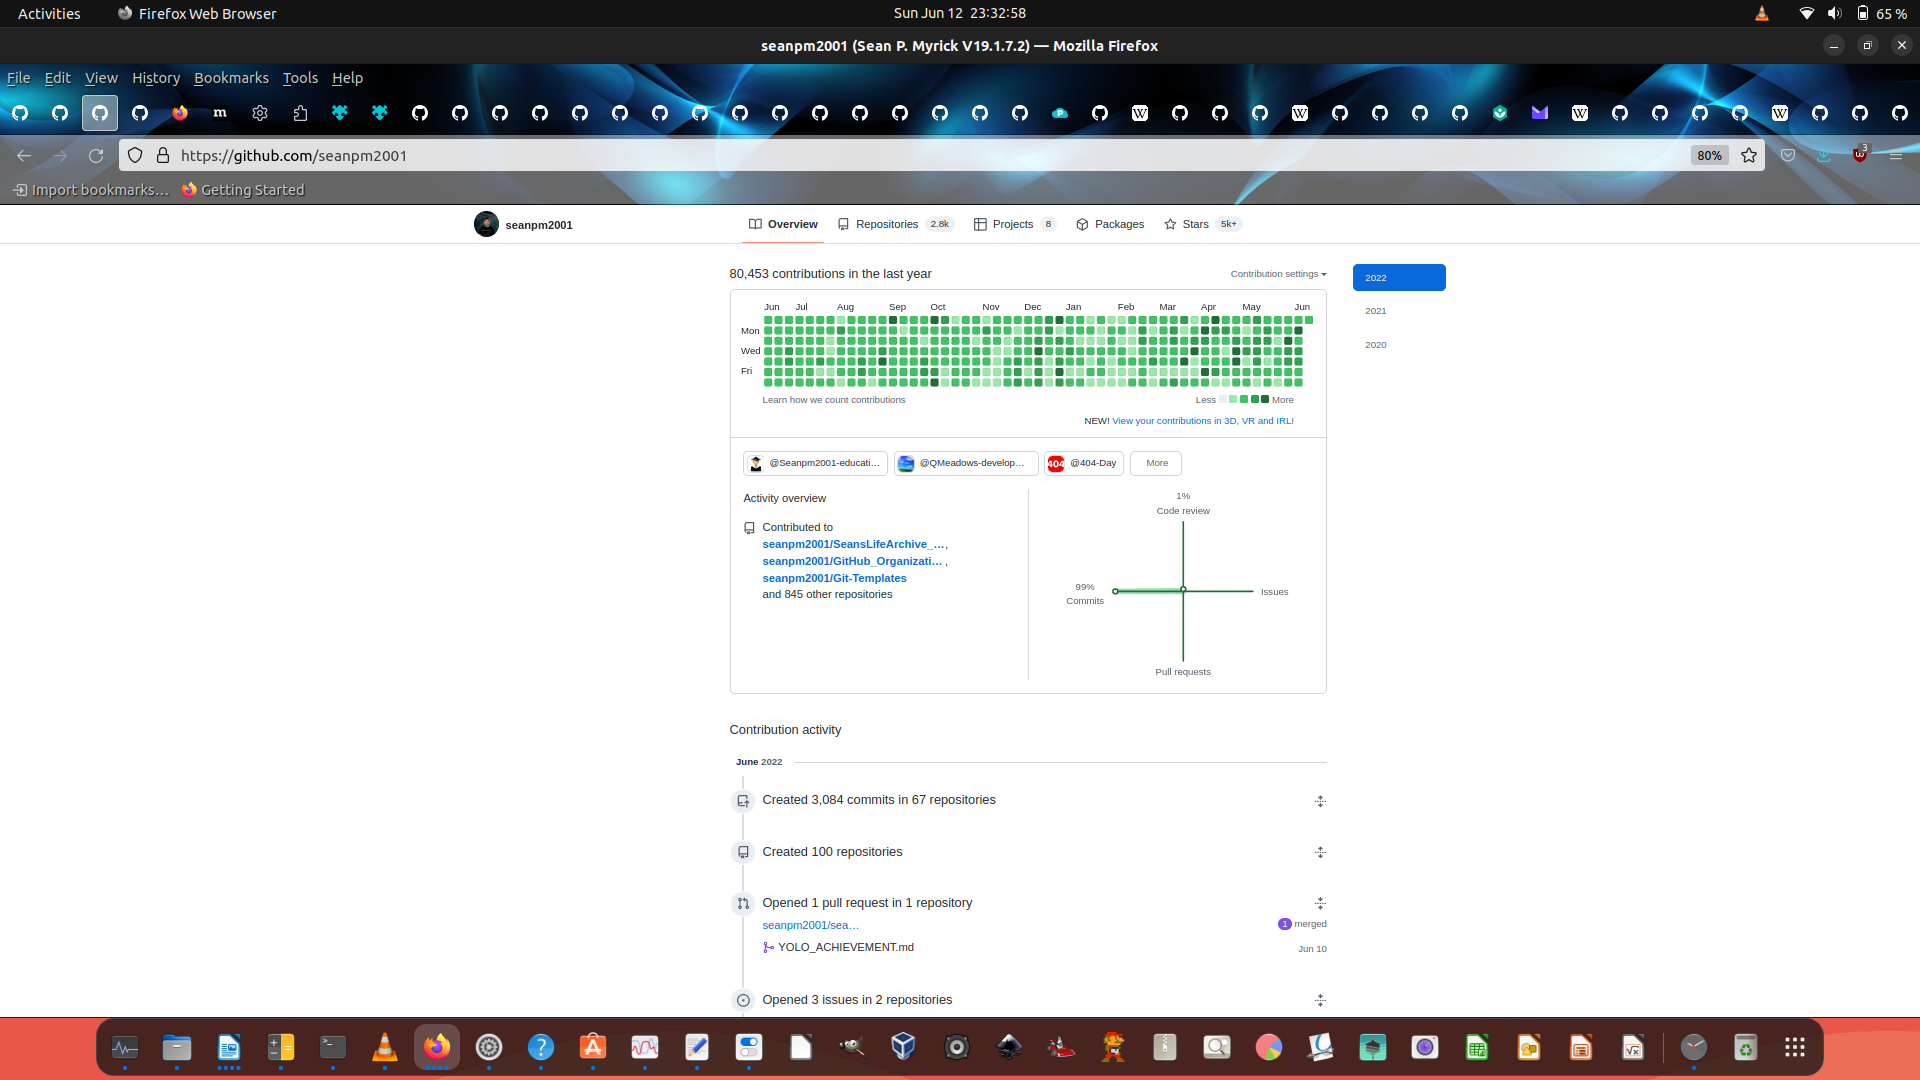 Activities Firefox Web Browser Sun Jun 12 23:32:58 65 %
seanpm2001 (Sean P. Myrick V19.1.7.2) — Mozilla Firefox
File Edit View History Bookmarks Tools Help
https://github.com/seanpm2001 80% 3
Import bookmarks... Getting Started
seanpm2001 Overview Repositories 2.8k Projects 8 Packages Stars 5k+
80,453 contributions in the last year Contribution settings
2022
2021
2020
Jun Jul Aug Sep Oct Nov Dec Jan Feb Mar Apr May Jun
Mon
Wed
Fri
Learn how we count contributions Less More
NEW! View your contributions in 3D, VR and IRL!
@Seanpm2001-educati... @QMeadows-develop... 404 @404-Day More
Activity overview
Contributed to
seanpm2001/SeansLifeArchive_...,
seanpm2001/GitHub_Organizati... ,
seanpm2001/Git-Templates
and 845 other repositories
1%
Code review
99%
Commits
Issues
Pull requests
Contribution activity
June 2022
Created 3,084 commits in 67 repositories
Created 100 repositories
Opened 1 pull request in 1 repository
seanpm2001/sea... 1 merged
YOLO_ACHIEVEMENT.md Jun 10
Opened 3 issues in 2 repositories